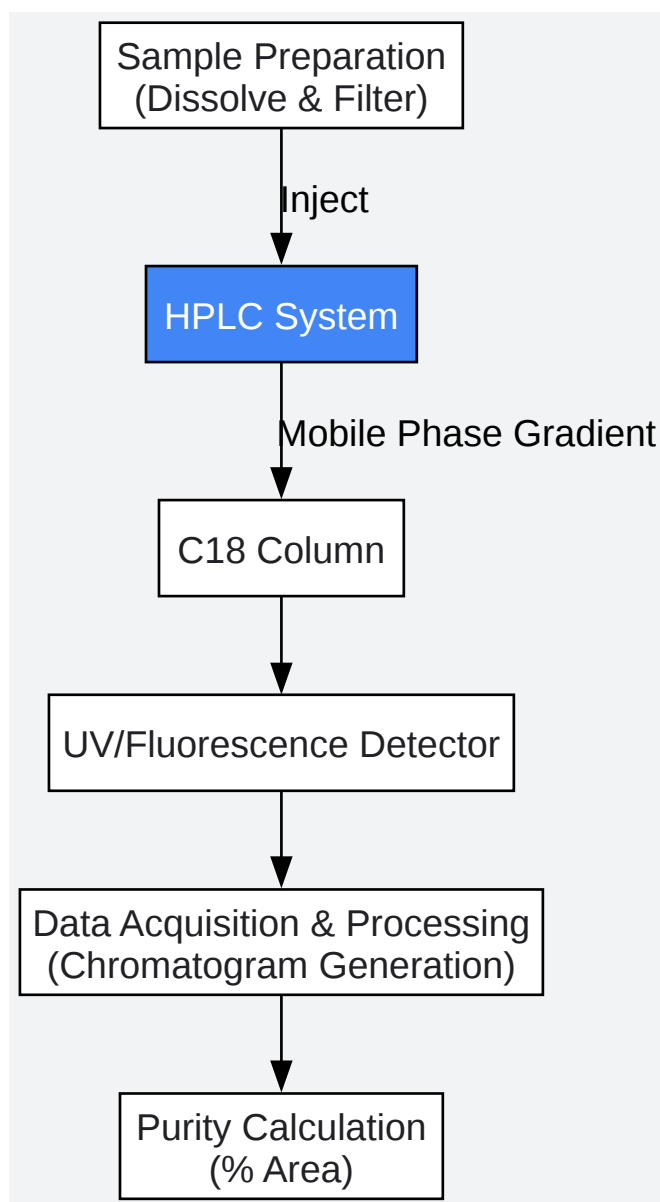 Sample Preparation
(Dissolve & Filter)
Inject
HPLC System
Mobile Phase Gradient
C18 Column
UV/Fluorescence Detector
Data Acquisition & Processing
(Chromatogram Generation)
Purity Calculation
(% Area)